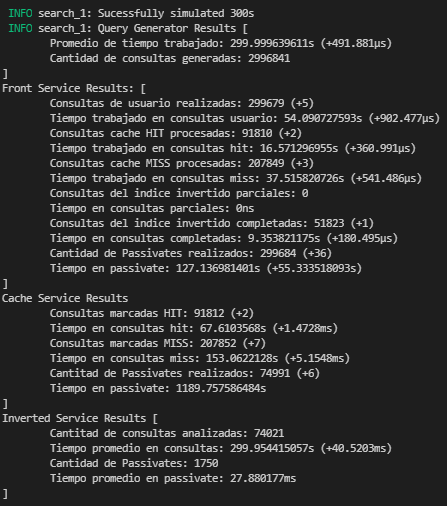 INFO search_1: Sucessfully simulated 300s
INFO search_1: Query Generator Results [
Promedio de tiempo trabajado: 299.999639611s (+491.881µs)
Cantidad de consultas generadas: 2996841
]
Front Service Results: [
Consultas de usuario realizadas: 299679 (+5)
Tiempo trabajado en consultas usuario: 54.090727593s (+902.477µs)
Consultas cache HIT procesadas: 91810 (+2)
Tiempo trabajado en consultas hit: 16.571296955s (+360.991µs)
Consultas cache MISS procesadas: 207849 (+3)
Tiempo trabajado en consultas miss: 37.515820726s (+541.486µs)
Consultas del indice invertido parciales: 0
Tiempo en consultas parciales: 0ns
Consultas del indice invertido completadas: 51823 (+1)
Tiempo en consultas completadas: 9.353821175s (+180.495µs)
Cantidad de Passivates realizados: 299684 (+36)
Tiempo en passivate: 127.136981401s (+55.333518093s)
]
Cache Service Results
Consultas marcadas HIT: 91812 (+2)
Tiempo en consultas hit: 67.6103568s (+1.4728ms)
Consultas marcadas MISS: 207852 (+7)
Tiempo en consultas miss: 153.0622128s (+5.1548ms)
Cantidad de Passivates realizados: 74991 (+6)
Tiempo en passivate: 1189.757586484s
]
Inverted Service Results [
Cantitad de consultas analizadas: 74021
Tiempo promedio en consultas: 299.954415057s (+40.5203ms)
Cantidad de Passivates: 1750
Tiempo promedio en passivate: 27.880177ms
]